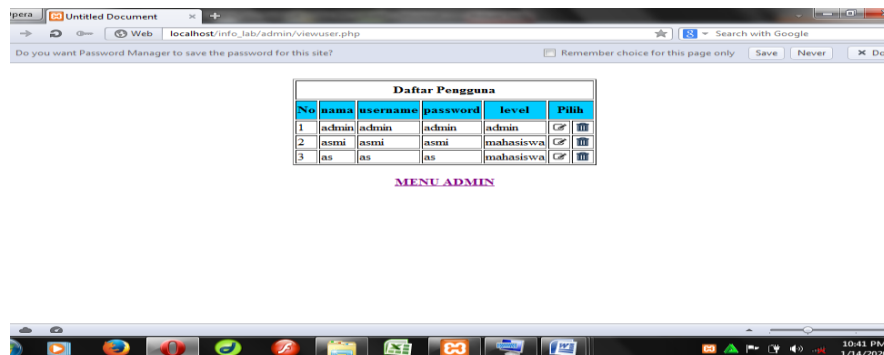 Untitled Document
Web localhost/info_lab/admin/viewuser.php Search with Google
Do you want Password Manager to save the password for this site? Remember choice for this page only Save Never
Daftar Pengguna
No nama username password level Pilih
1 admin admin admin admin
2 asmi asmi asmi mahasiswa
3 as as as mahasiswa
MENU ADMIN
10:41 PM